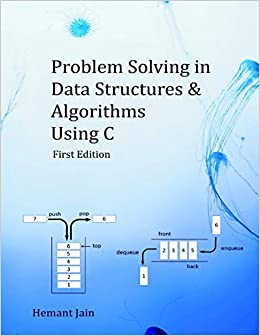 Problem Solving in
Data Structures &
Algorithms
Using C
First Edition
push
pop
7
6
6
5
4
3
2
1
top
front
6
dequeue
2 3 4 5
enqueue
back
1
Hemant Jain